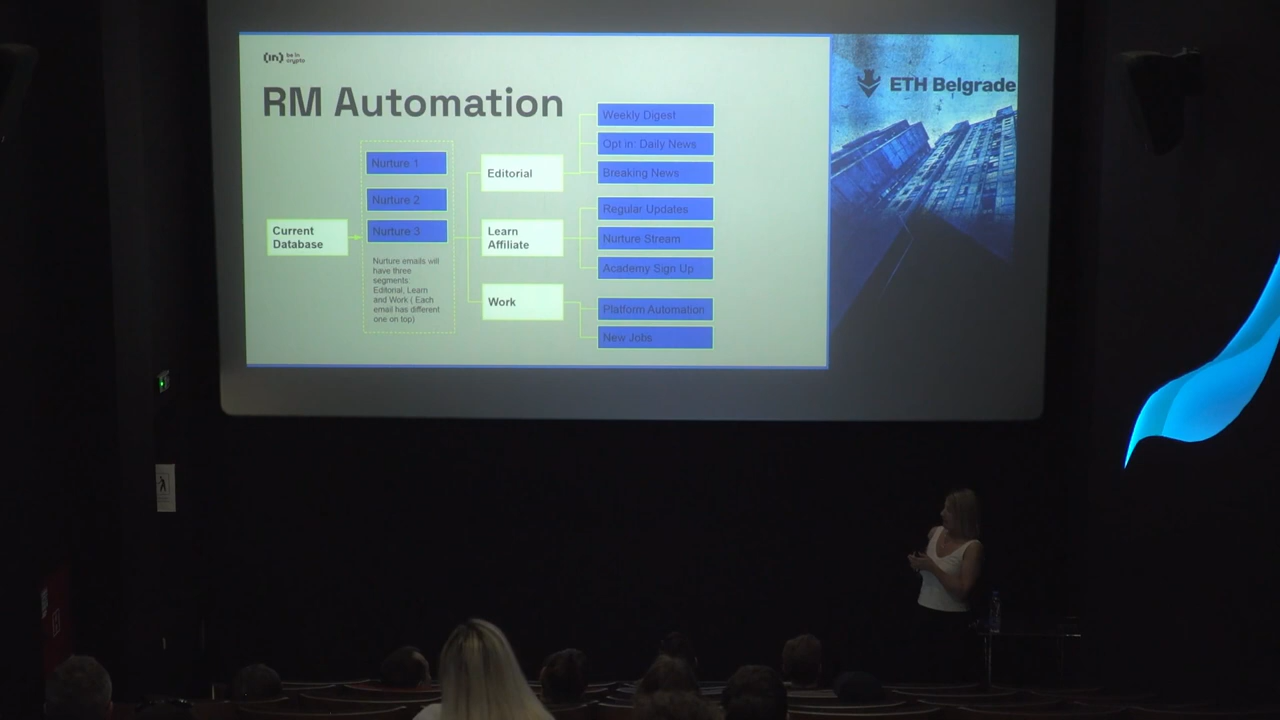 (in) be in
crypto
RM Automation
ETH Belgrade
Current
Database
Nurture 1
Nurture 2
Nurture 3
Nurture emails will
have three
segments
Editorial, Learn
and Work ( Each
email has different
one on top)
Editorial
Learn
Affiliate
Work
Weekly Digest
Opt in: Daily News
Breaking News
Regular Updates
Nurture Stream
Academy Sign Up
Platform Automation
New Jobs